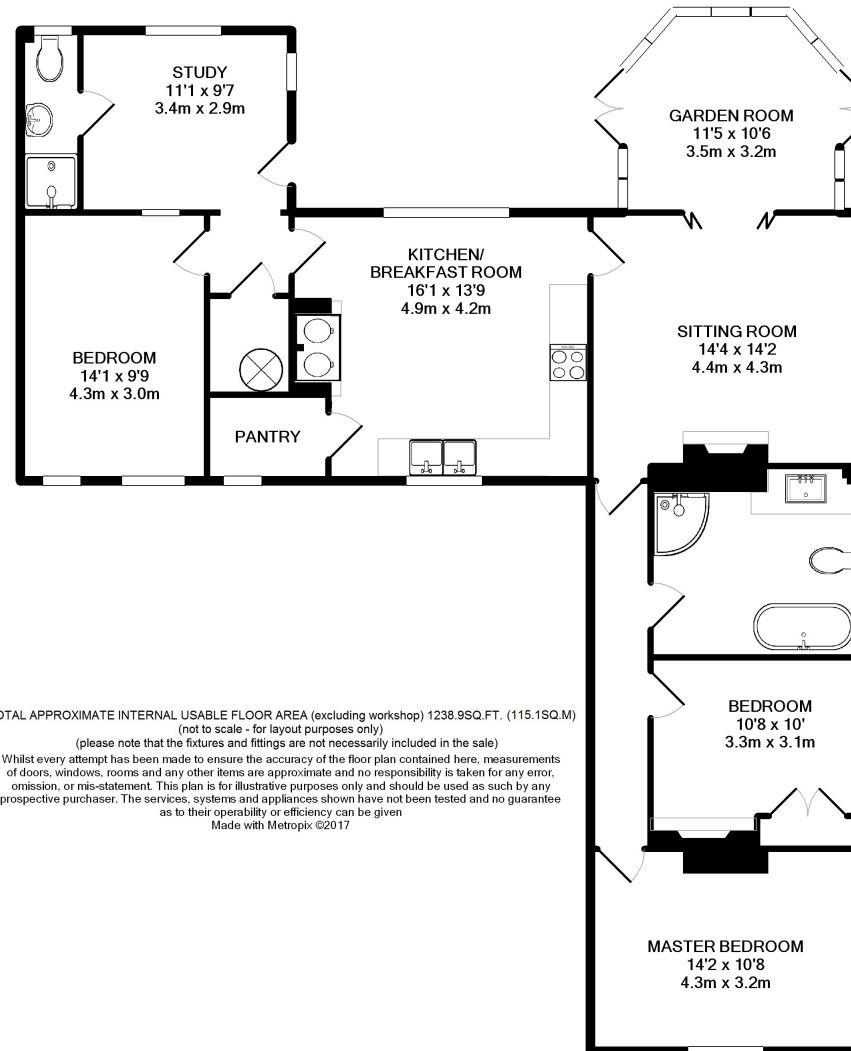 STUDY
11'1 x 9'7
3.4m x 2.9m
GARDEN ROOM
11'5 x 10'6
3.5m x 3.2m
KITCHEN/
BREAKFAST ROOM
16'1 x 13'9
4.9m x 4.2m
SITTING ROOM
14'4 x 14'2
4.4m x 4.3m
BEDROOM
14'1 x 9'9
4.3m x 3.0m
PANTRY
BEDROOM
10'8 x 10'
3.3m x 3.1m
OTAL APPROXIMATE INTERNAL USABLE FLOOR AREA (excluding workshop) 1238.9SQ.FT. (115.1SQ.M)
(not to scale - for layout purposes only)
(please note that the fixtures and fittings are not necessarily included in the sale)
Whilst every attempt has been made to ensure the accuracy of the floor plan contained here, measurements
of doors, windows, rooms and any other items are approximate and no responsibility is taken for any error,
omission, or mis-statement. This plan is for illustrative purposes only and should be used as such by any
prospective purchaser. The services, systems and appliances shown have not been tested and no guarantee
as to their operability or efficiency can be given
Made with Metropix ©2017
MASTER BEDROOM
14'2 x 10'8
4.3m x 3.2m